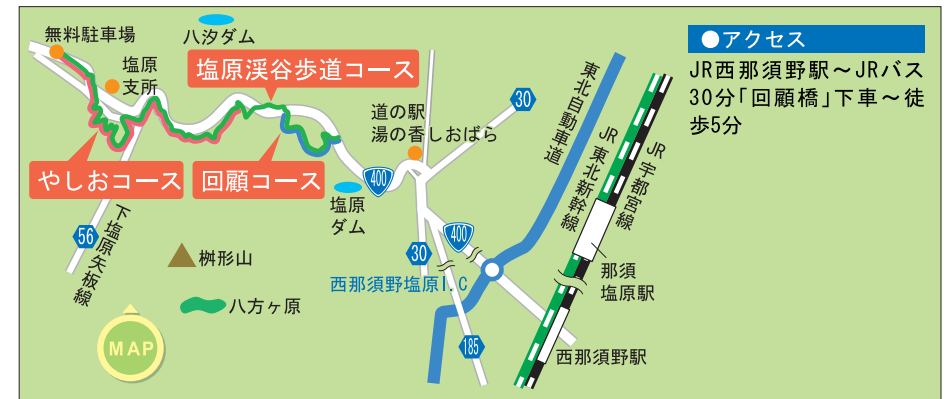 無料駐車場
八汐ダム
塩原
支所
塩原渓谷歩道コース
道の駅
湯の香しおばら
30
東北自動車道
JR東北新幹線
JR宇都宮線
●アクセス
JR西那須野駅～JRバス
30分「回顧橋」下車～徒
歩5分
やしおコース
回顧コース
400
塩原
ダム
56
下塩原矢板線
桝形山
400
30
西那須野塩原I.C
那須
塩原駅
八方ヶ原
MAP
185
西那須野駅